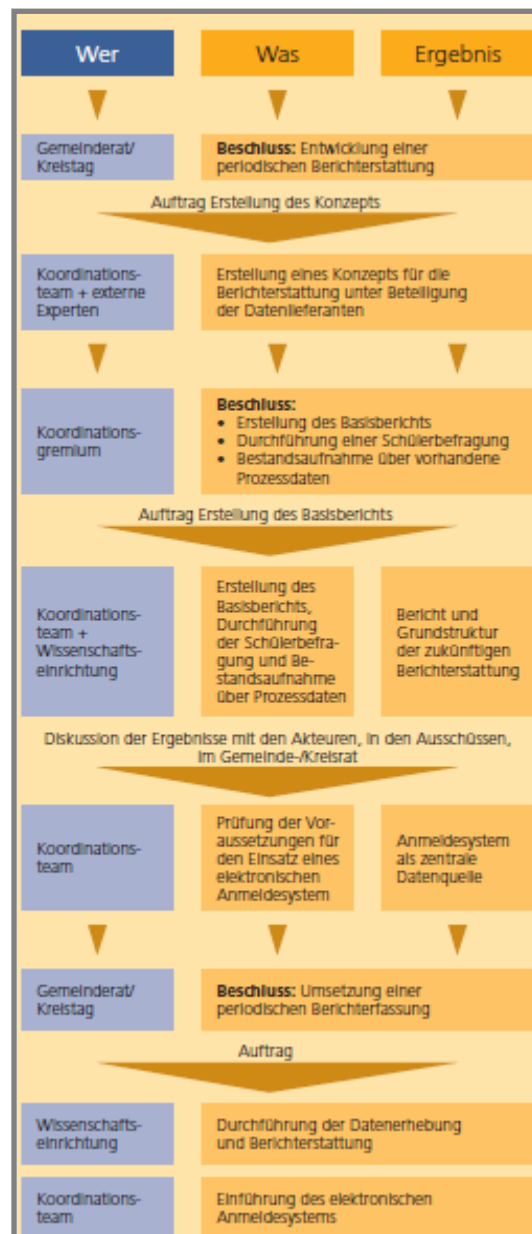 Wer
Was
Ergebnis
Gemeinderat/
Kreistag
Beschluss: Entwicklung einer
periodischen Berichterstattung
Auftrag Erstellung des Konzepts
Koordinations-
team + externe
Experten
Erstellung eines Konzepts für die
Berichterstattung unter Beteiligung
der Datenlieferanten
Koordinations-
gremium
Beschluss:
• Erstellung des Basisberichts
• Durchführung einer Schülerbefragung
• Bestandsaufnahme über vorhandene
Prozessdaten
Auftrag Erstellung des Basisberichts
Koordinations-
team +
Wissenschafts-
einrichtung
Erstellung des
Basisberichts,
Durchführung
der Schülerbefra-
gung und Be-
standsaufnahme
über Prozessdaten
Bericht und
Grundstruktur
der zukünftigen
Berichterstattung
Diskussion der Ergebnisse mit den Akteuren, in den Ausschüssen,
im Gemeinde-/Kreisrat
Koordinations-
team
Prüfung der Vor-
aussetzungen für
den Einsatz eines
elektronischen
Anmeldesystem
Anmeldesystem
als zentrale
Datenquelle
Gemeinderat/
Kreistag
Beschluss: Umsetzung einer
periodischen Berichterfassung
Auftrag
Wissenschafts-
einrichtung
Durchführung der Datenerhebung
und Berichterstattung
Koordinations-
team
Einführung des elektronischen
Anmeldesystems